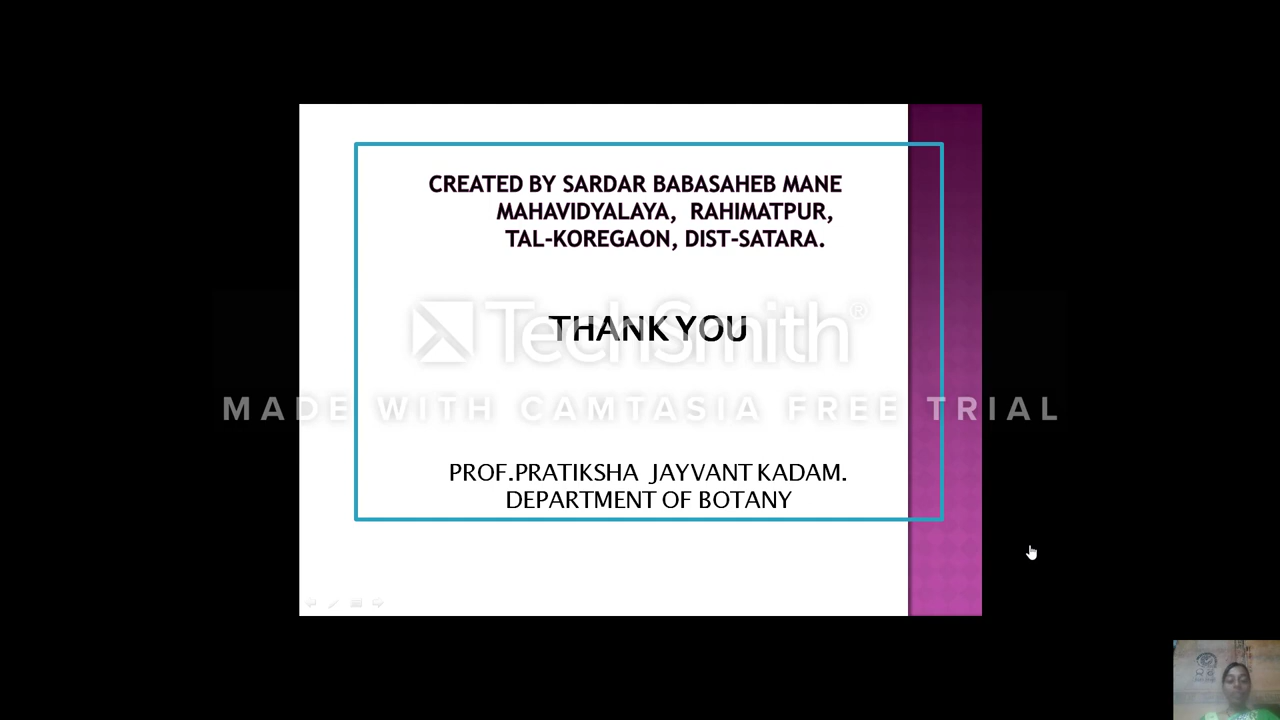 CREATED BY SARDAR BABASAHEB MANE
MAHAVIDYALAYA, RAHIMATPUR,
TAL-KOREGAON, DIST-SATARA.
TechSmith®
THANK YOU
MADE WITH CAMTASIA FREE TRIAL
PROF.PRATIKSHA JAYVANT KADAM.
DEPARTMENT OF BOTANY